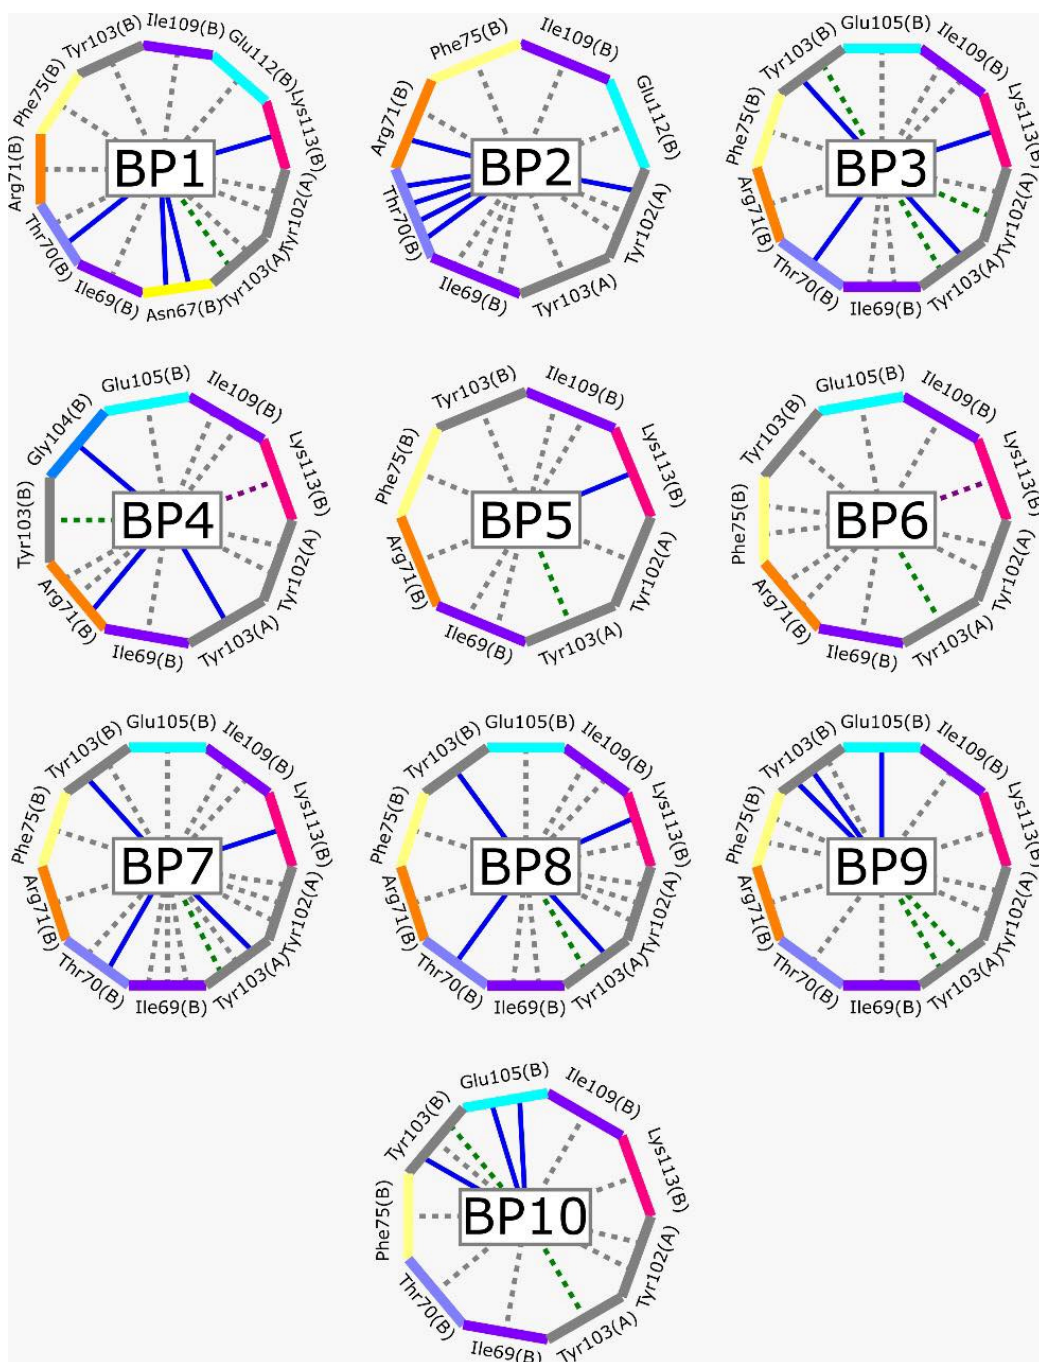 BP1
Tyr103(B)
Ile109(B)
Glu112(B)
Lys113(B)
Tyr102(A)
Tyr103(A)
Asn67(B)
Ile69(B)
Thr70(B)
Arg71(B)
Phe75(B)
BP2
Phe75(B)
Ile109(B)
Glu112(B)
Tyr102(A)
Tyr103(A)
Ile69(B)
Thr70(B)
Arg71(B)
BP3
Tyr103(B)
Glu105(B)
Ile109(B)
Lys113(B)
Tyr102(A)
Tyr103(A)
Ile69(B)
Thr70(B)
Arg71(B)
Phe75(B)
BP4
Gly104(B)
Glu105(B)
Ile109(B)
Lys113(B)
Tyr102(A)
Tyr103(A)
Ile69(B)
Arg71(B)
Tyr103(B)
BP5
Tyr103(B)
Ile109(B)
Lys113(B)
Tyr102(A)
Tyr103(A)
Ile69(B)
Arg71(B)
Phe75(B)
BP6
Tyr103(B)
Glu105(B)
Ile109(B)
Lys113(B)
Tyr102(A)
Tyr103(A)
Ile69(B)
Arg71(B)
Phe75(B)
BP7
Tyr103(B)
Glu105(B)
Ile109(B)
Lys113(B)
Tyr102(A)
Tyr103(A)
Ile69(B)
Thr70(B)
Arg71(B)
Phe75(B)
BP8
Tyr103(B)
Glu105(B)
Ile109(B)
Lys113(B)
Tyr102(A)
Tyr103(A)
Ile69(B)
Thr70(B)
Arg71(B)
Phe75(B)
BP9
Tyr103(B)
Glu105(B)
Ile109(B)
Lys113(B)
Tyr102(A)
Tyr103(A)
Ile69(B)
Thr70(B)
Arg71(B)
Phe75(B)
BP10
Tyr103(B)
Glu105(B)
Ile109(B)
Lys113(B)
Tyr102(A)
Tyr103(A)
Ile69(B)
Thr70(B)
Phe75(B)